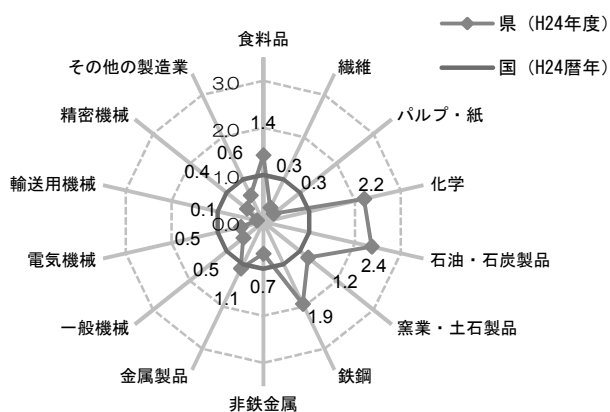 県（H24年度）
国（H24暦年）
食料品
繊維
パルプ・紙
化学
石油・石炭製品
窯業・土石製品
鉄鋼
非鉄金属
金属製品
一般機械
電気機械
輸送用機械
精密機械
その他の製造業
3.0
2.0
1.0
0.0
1.4
0.3
0.3
2.2
2.4
1.2
1.9
0.7
1.1
0.5
0.5
0.1
0.4
0.6